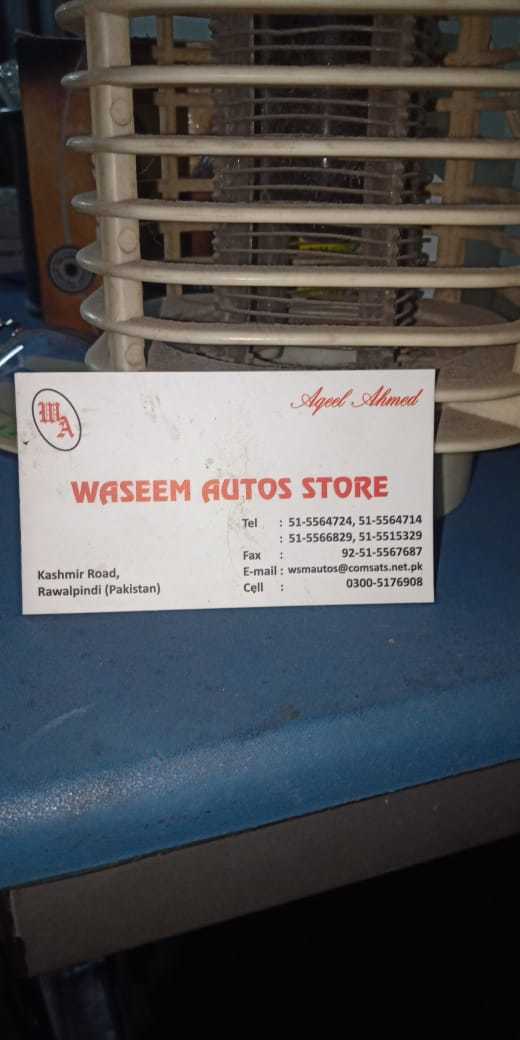 WA
Aqeel Ahmed
WASEEM AUTOS STORE
Tel : 51-5564724, 51-5564714
: 51-5566829, 51-5515329
Fax : 92-51-5567687
E-mail : wsmautos@comsats.net.pk
Cell : 0300-5176908
Kashmir Road,
Rawalpindi (Pakistan)